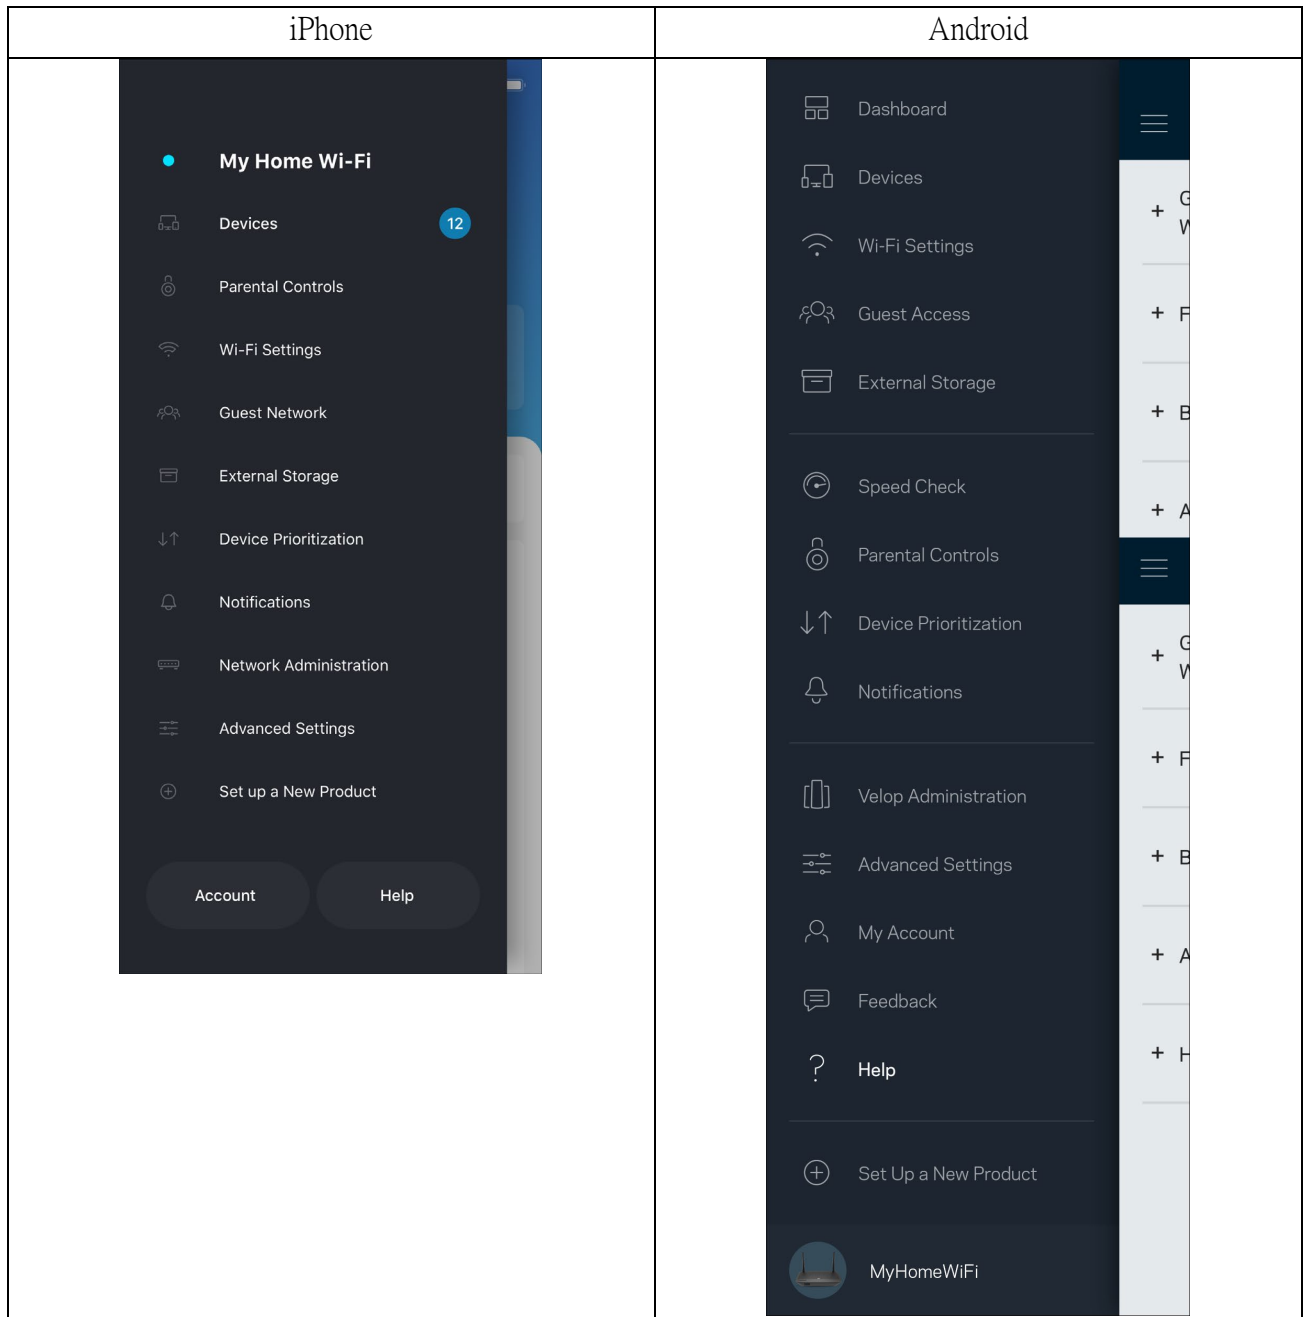 iPhone
Android
My Home Wi-Fi
Devices
12
Parental Controls
Wi-Fi Settings
Guest Network
External Storage
Device Prioritization
Notifications
Network Administration
Advanced Settings
Set up a New Product
Account
Help
Dashboard
Devices
Wi-Fi Settings
Guest Access
External Storage
Speed Check
Parental Controls
Device Prioritization
Notifications
Velop Administration
Advanced Settings
My Account
Feedback
Help
Set Up a New Product
MyHomeWiFi
+ G
+ F
+ B
+ A
+ F
+ B
+ A
+ H